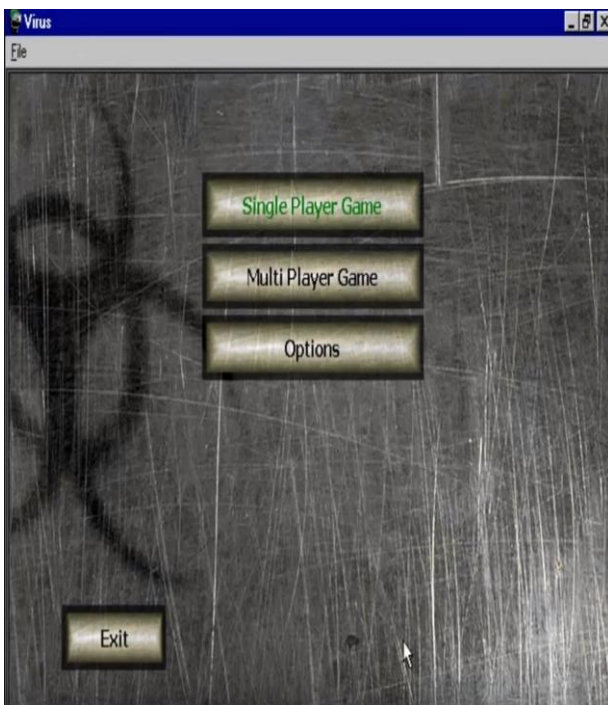 Virus
File
Single Player Game
Multi Player Game
Options
Exit